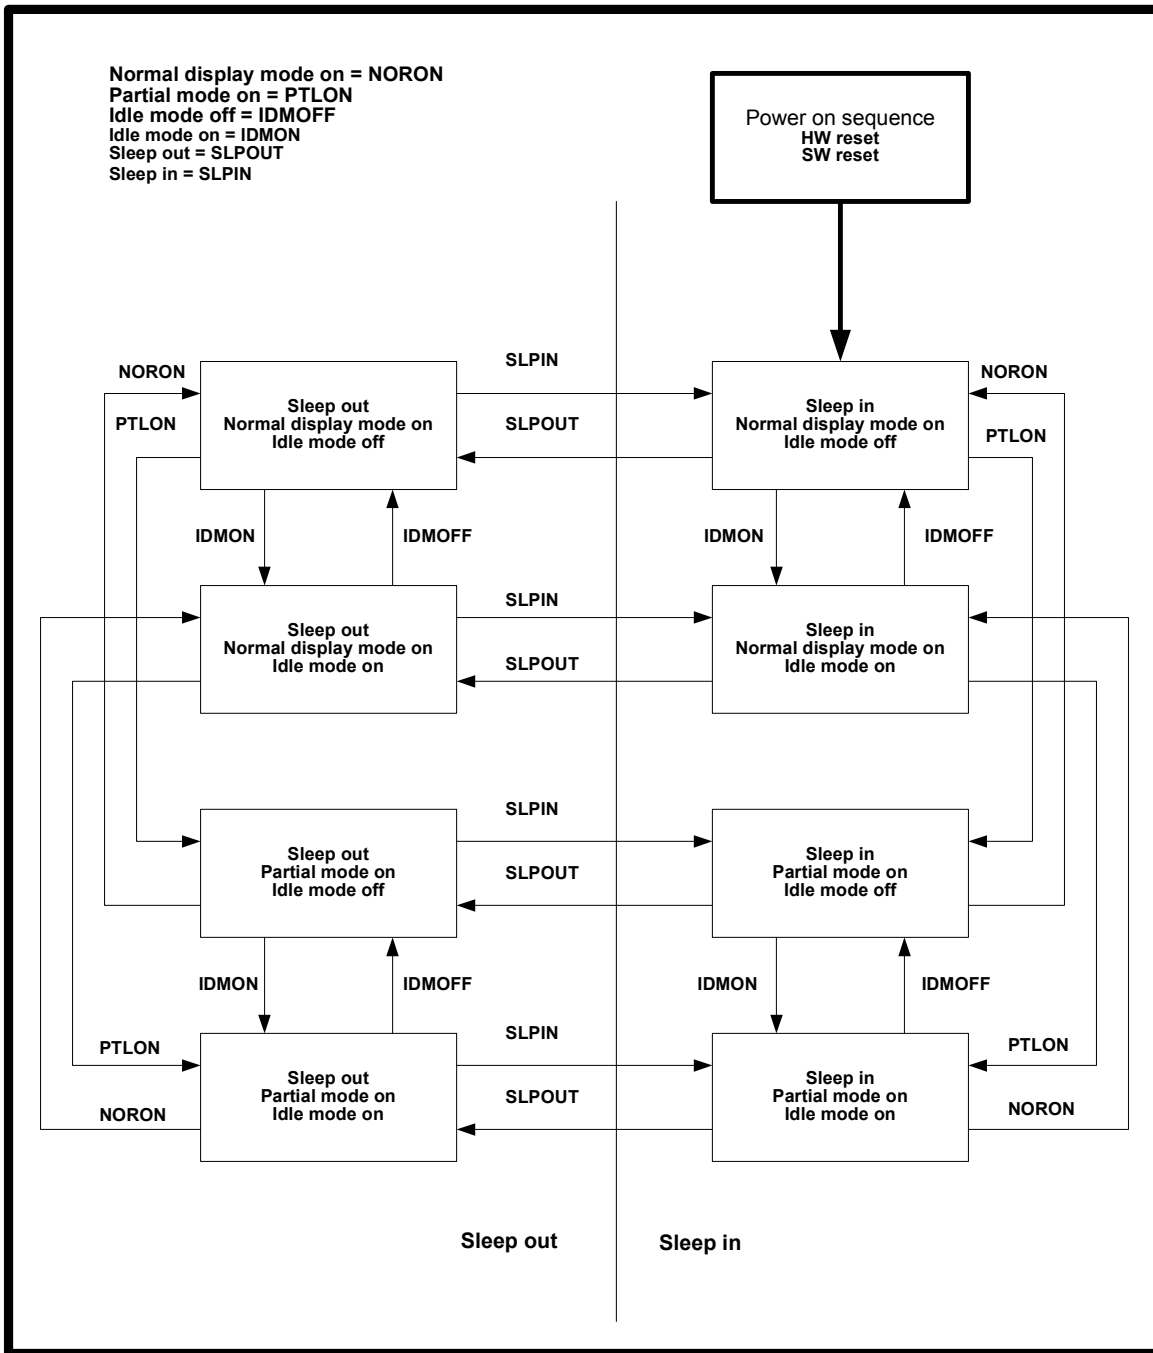 Normal display mode on = NORON
Partial mode on = PTLON
Idle mode off = IDMOFF
Idle mode on = IDMON
Sleep out = SLPOUT
Sleep in = SLPIN
Power on sequence
HW reset
SW reset
NORON
SLPIN
NORON
PTLON
SLPOUT
PTLON
Sleep out
Normal display mode on
Idle mode off
Sleep in
Normal display mode on
Idle mode off
IDMON
IDMOFF
IDMON
IDMOFF
SLPIN
SLPOUT
Sleep out
Normal display mode on
Idle mode on
Sleep in
Normal display mode on
Idle mode on
SLPIN
SLPOUT
Sleep out
Partial mode on
Idle mode off
Sleep in
Partial mode on
Idle mode off
IDMON
IDMOFF
IDMON
IDMOFF
SLPIN
PTLON
SLPOUT
PTLON
NORON
NORON
Sleep out
Partial mode on
Idle mode on
Sleep in
Partial mode on
Idle mode on
Sleep out
Sleep in